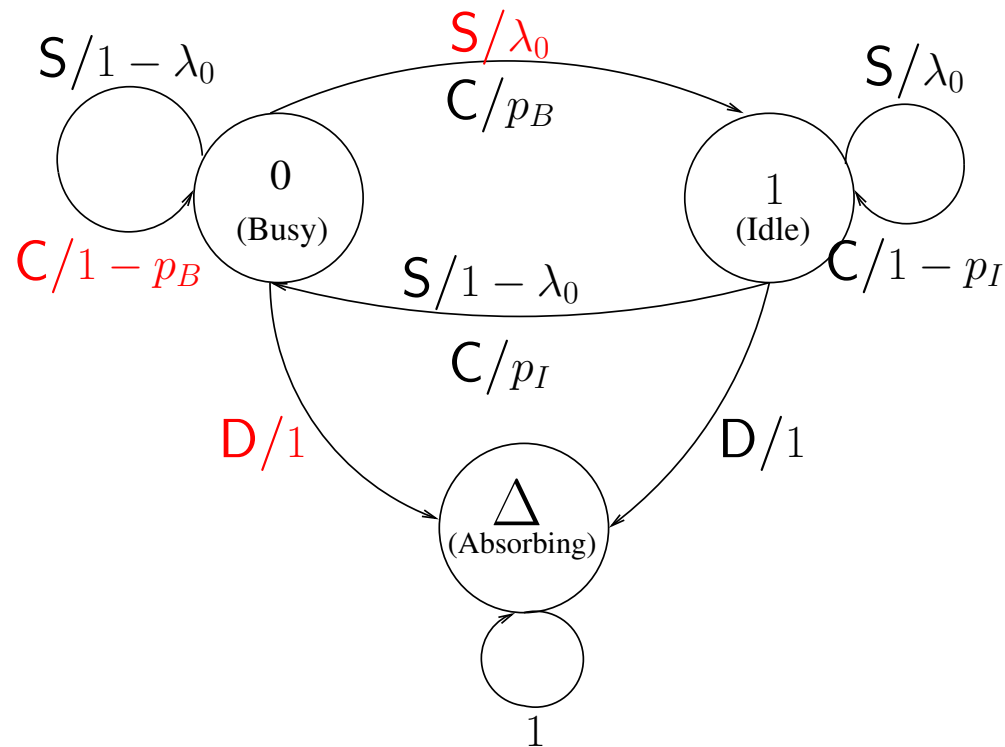 S/λ₀
S/1 − λ₀
C/p_B
S/λ₀
0
(Busy)
1
(Idle)
C/1 − p_B
S/1 − λ₀
C/1 − p_I
C/p_I
D/1
D/1
Δ
(Absorbing)
1